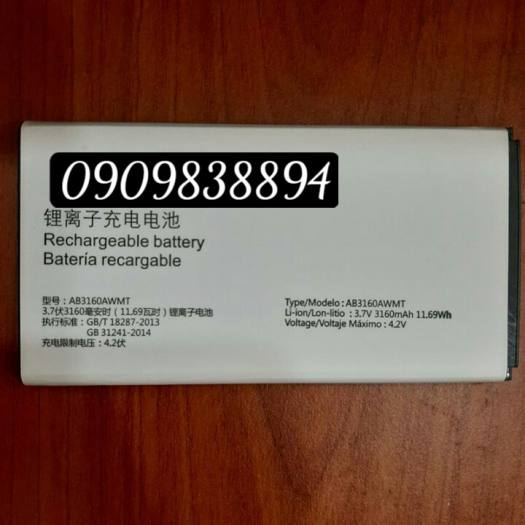 0909838894
锂离子充电电池
Rechargeable battery
Batería recargable
型号：AB3160AWMT
3.7伏3160毫安时（11.69瓦时）锂离子电池
执行标准：GB/T 18287-2013
GB 31241-2014
充电限制电压：4.2伏
Type/Modelo : AB3160AWMT
Li-ion/Lon-litio : 3.7V 3160mAh 11.69Wh
Voltage/Voltaje Máximo : 4.2V